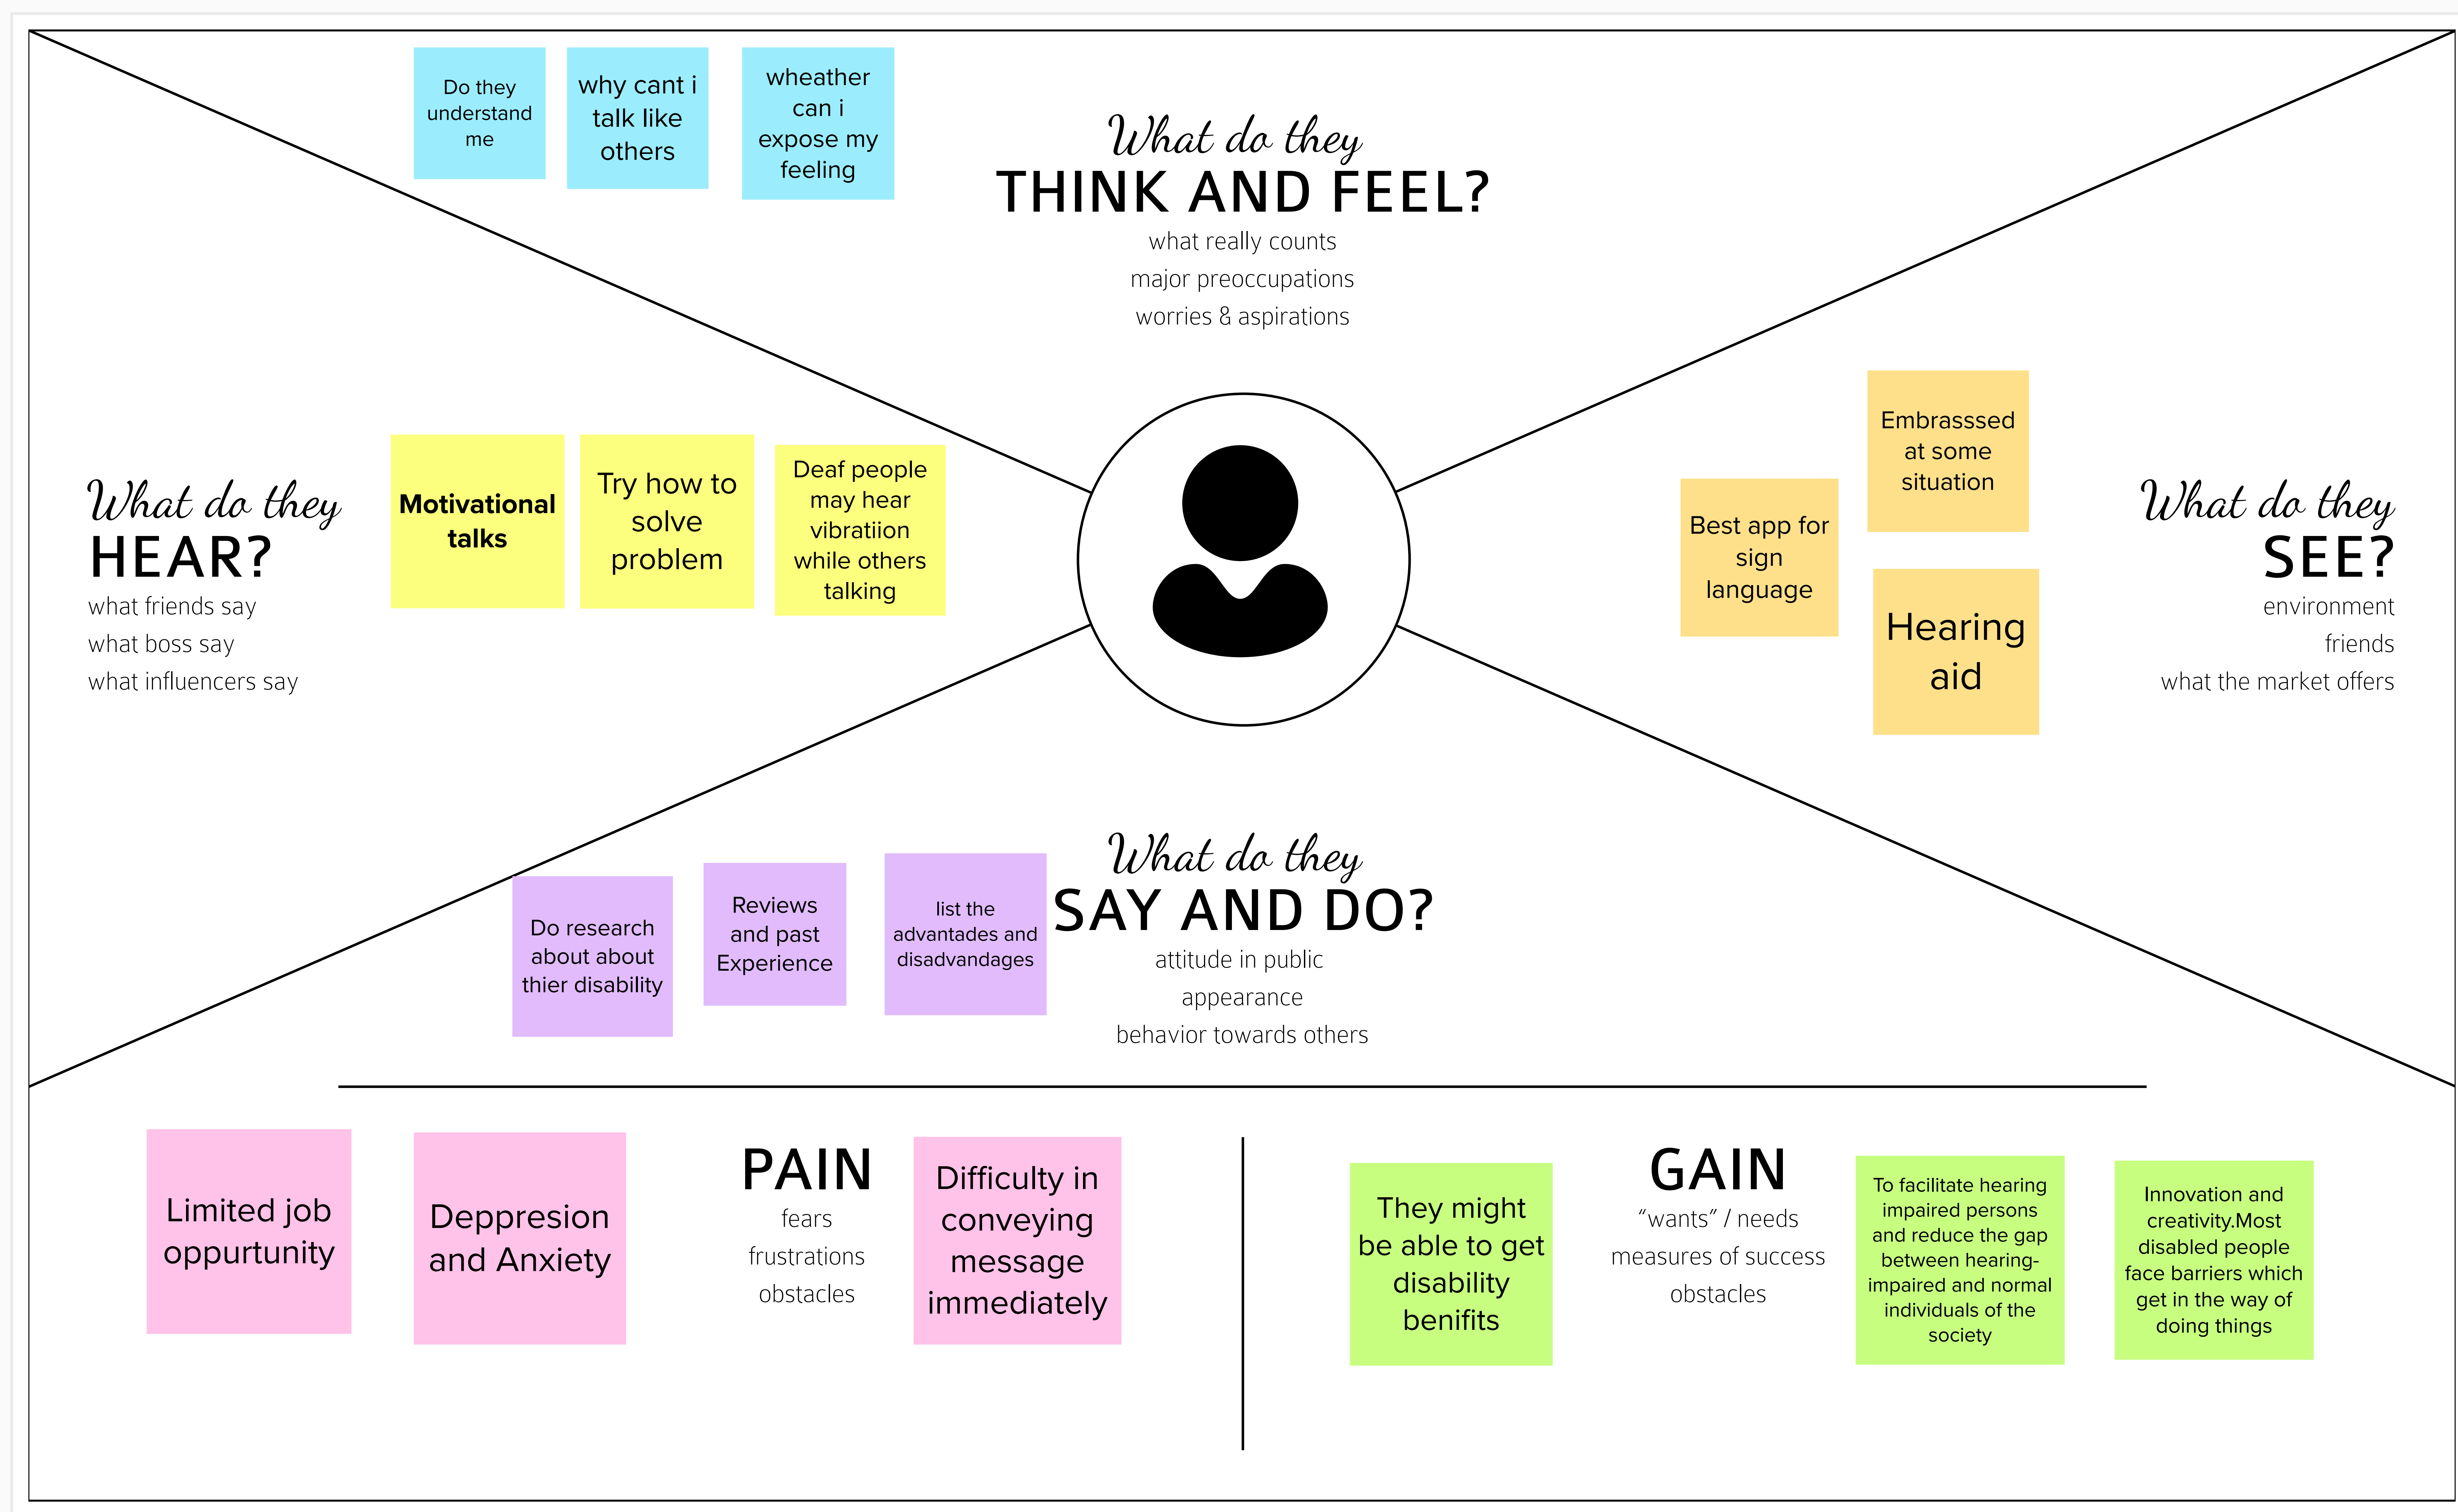 Do they
understand
me
why cant i
talk like
others
wheather
can i
expose my
feeling
What do they
THINK AND FEEL?
what really counts
major preoccupations
worries & aspirations
What do they
HEAR?
what friends say
what boss say
what influencers say
Motivational
talks
Try how to
solve
problem
Deaf people
may hear
vibratiion
while others
talking
Best app for
sign
language
Embrasssed
at some
situation
Hearing
aid
What do they
SEE?
environment
friends
what the market offers
Do research
about about
thier disability
Reviews
and past
Experience
list the
advantades and
disadvandages
What do they
SAY AND DO?
attitude in public
appearance
behavior towards others
Limited job
oppurtunity
Deppresion
and Anxiety
PAIN
fears
frustrations
obstacles
Difficulty in
conveying
message
immediately
They might
be able to get
disability
benifits
GAIN
“wants” / needs
measures of success
obstacles
To facilitate hearing
impaired persons
and reduce the gap
between hearing-
impaired and normal
individuals of the
society
Innovation and
creativity.Most
disabled people
face barriers which
get in the way of
doing things